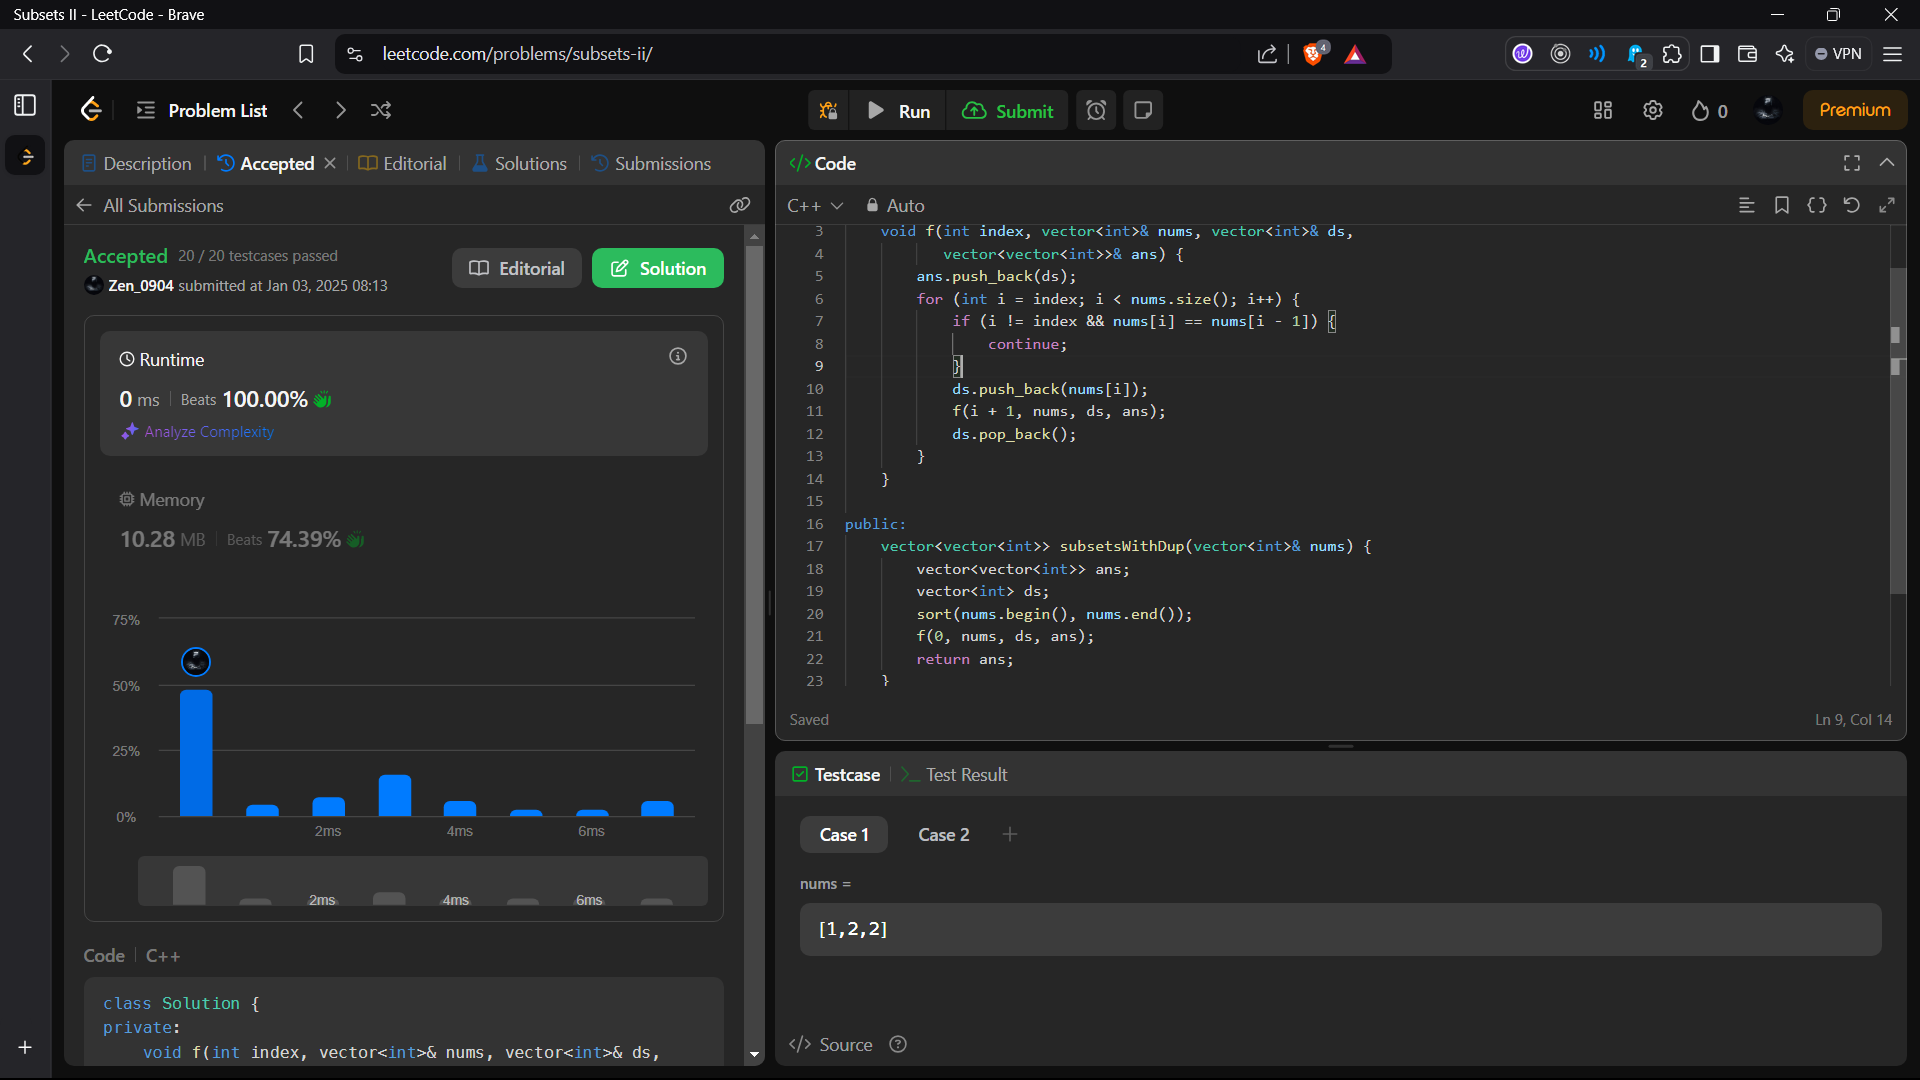 Subsets II - LeetCode - Brave
leetcode.com/problems/subsets-ii/
4
2
VPN
Problem List
Run
Submit
0
Premium
Description
Accepted
Editorial
Solutions
Submissions
All Submissions
Accepted 20 / 20 testcases passed
Zen_0904 submitted at Jan 03, 2025 08:13
Editorial
Solution
Runtime
0 ms Beats 100.00%
Analyze Complexity
Memory
10.28 MB Beats 74.39%
75%
50%
25%
0%
2ms 4ms 6ms
2ms 4ms 6ms
Code C++
class Solution {
private:
    void f(int index, vector<int>& nums, vector<int>& ds,
</> Code
C++ Auto
3 void f(int index, vector<int>& nums, vector<int>& ds,
4 vector<vector<int>>& ans) {
5 ans.push_back(ds);
6 for (int i = index; i < nums.size(); i++) {
7 if (i != index && nums[i] == nums[i - 1]) {
8 continue;
9 }
10 ds.push_back(nums[i]);
11 f(i + 1, nums, ds, ans);
12 ds.pop_back();
13 }
14 }
15
16 public:
17 vector<vector<int>> subsetsWithDup(vector<int>& nums) {
18 vector<vector<int>> ans;
19 vector<int> ds;
20 sort(nums.begin(), nums.end());
21 f(0, nums, ds, ans);
22 return ans;
23 }
Saved
Ln 9, Col 14
Testcase
>_ Test Result
Case 1
Case 2
+
nums =
[1,2,2]
</> Source ?